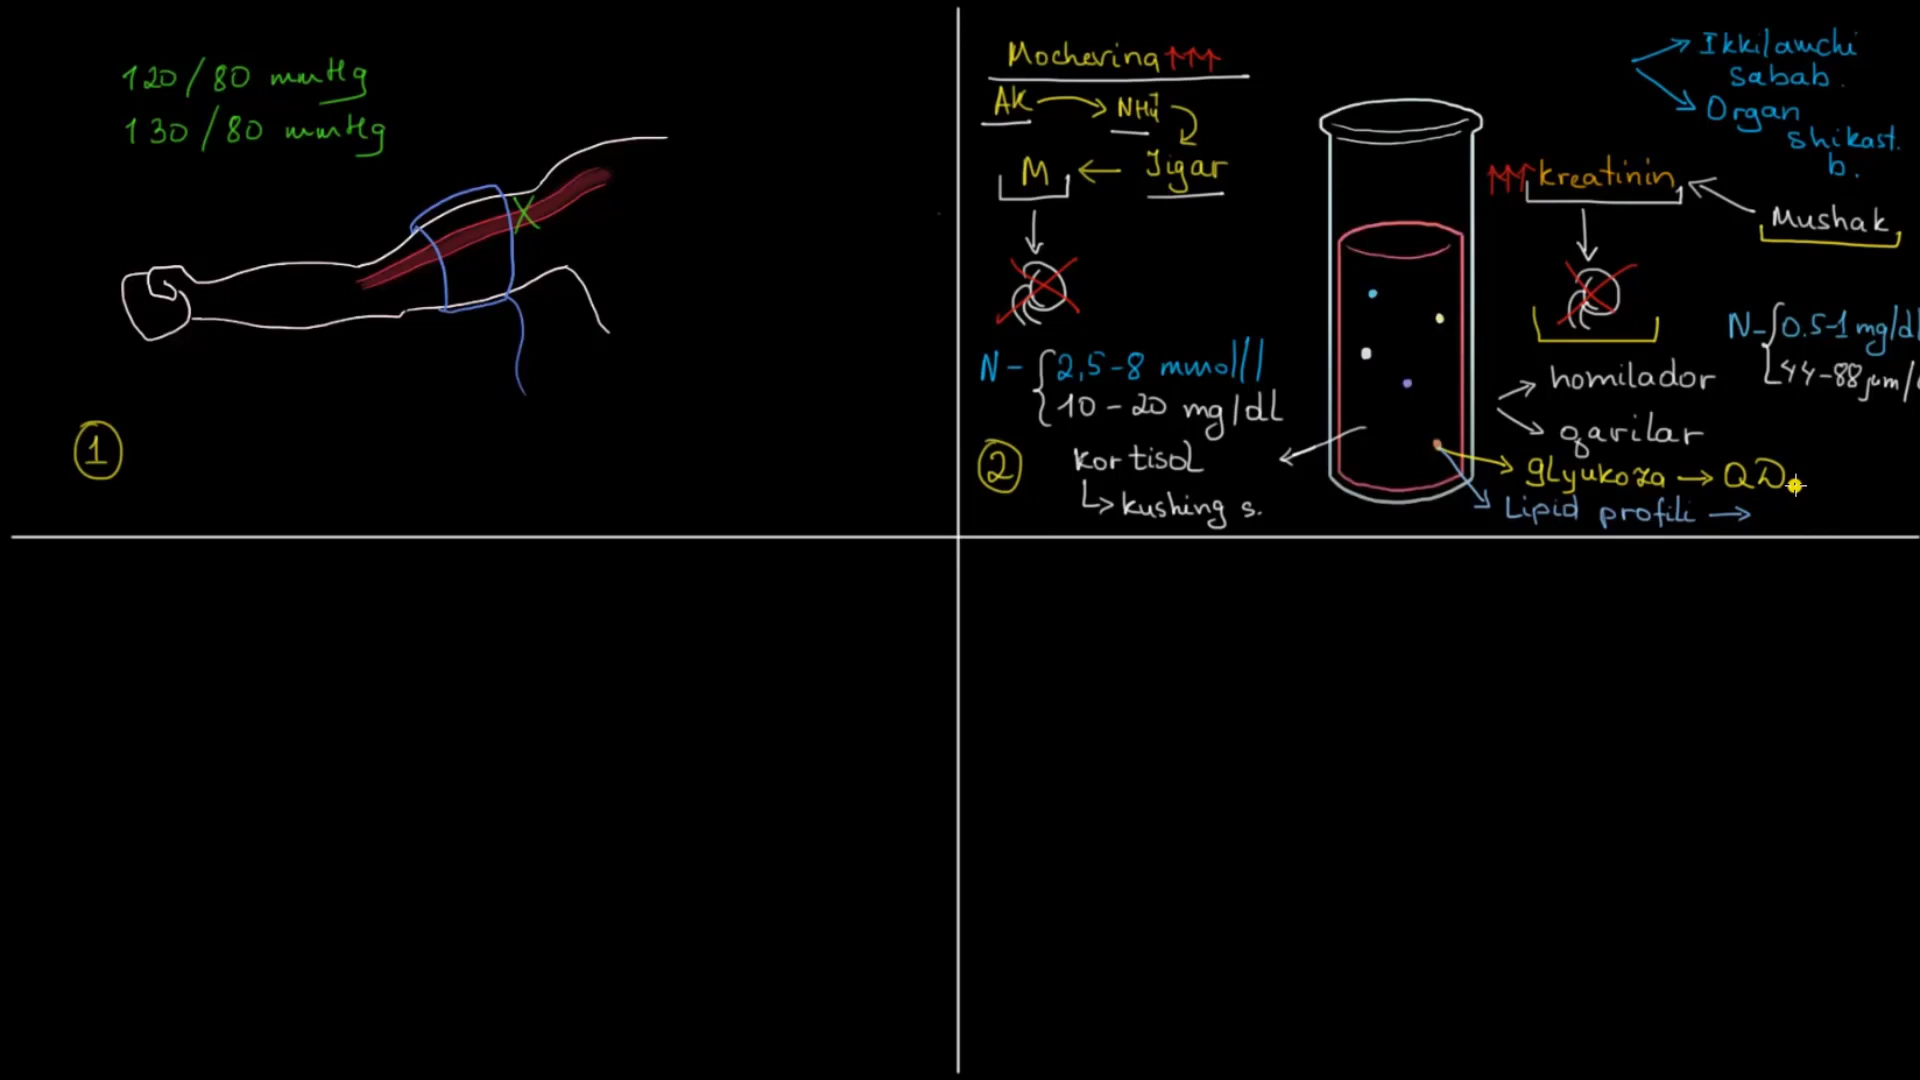 120/80 mmHg
130/80 mmHg
1
Mochevina ↑↑↑
AK → NH4
M ← Jigar
N - { 2,5-8 mmol/l
10-20 mg/dL
2
kortisol
↳ kushing s.
Ikkilamchi
sabab.
Organ
shikast.
b.
↑↑↑ kreatinin
Mushak
N - 0.5-1 mg/dl
44-88
homilador
qarilar
glyukoza → QD
Lipid profili →